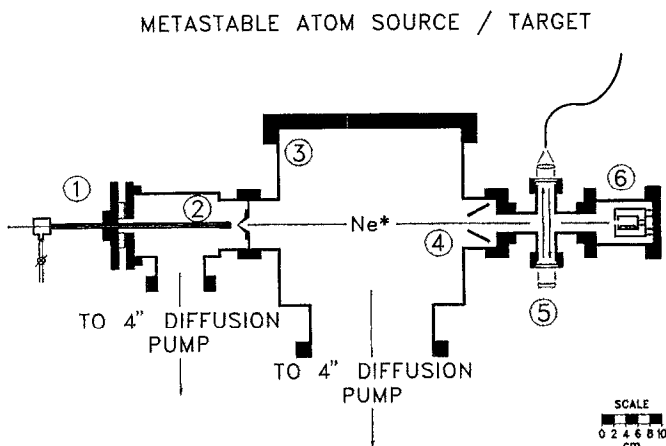 METASTABLE ATOM SOURCE / TARGET
1
2
3
Ne*
4
5
6
TO 4" DIFFUSION
PUMP
TO 4" DIFFUSION
PUMP
SCALE
0 2 4 6 8 10
cm